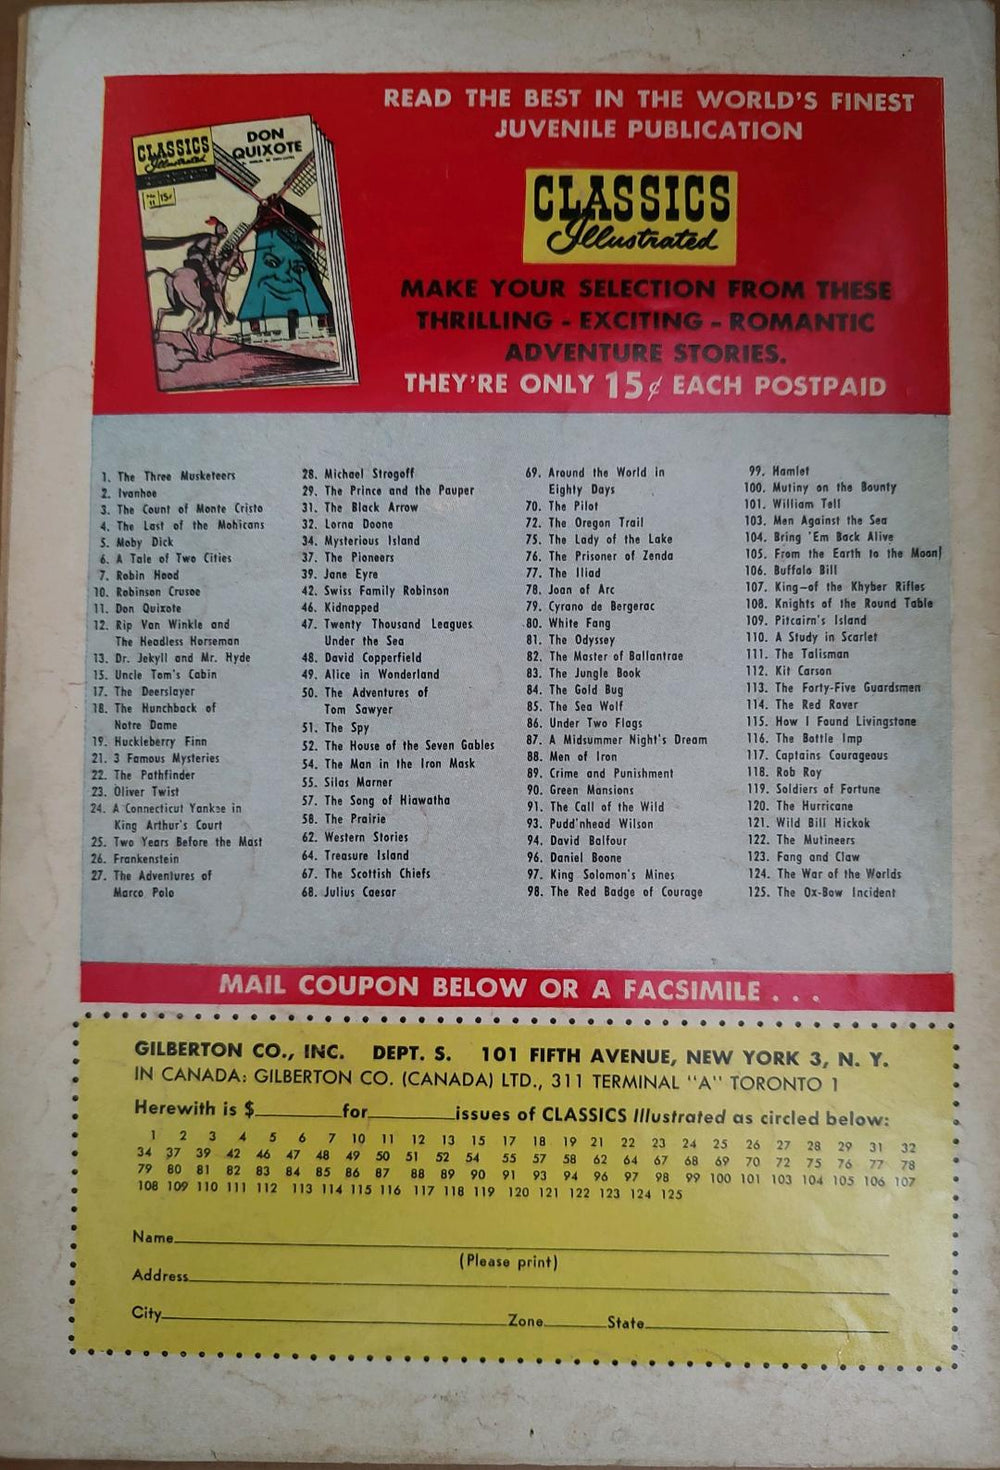 READ THE BEST IN THE WORLD'S FINEST
JUVENILE PUBLICATION
CLASSICS
Illustrated
DON
QUIXOTE
15¢
CLASSICS
Illustrated
MAKE YOUR SELECTION FROM THESE
THRILLING - EXCITING - ROMANTIC
ADVENTURE STORIES.
THEY'RE ONLY 15¢ EACH POSTPAID
1. The Three Musketeers
2. Ivanhoe
3. The Count of Monte Cristo
4. The Last of the Mohicans
5. Moby Dick
6. A Tale of Two Cities
7. Robin Hood
10. Robinson Crusoe
11. Don Quixote
12. Rip Van Winkle and
The Headless Horseman
13. Dr. Jekyll and Mr. Hyde
15. Uncle Tom's Cabin
17. The Deerslayer
18. The Hunchback of
Notre Dame
19. Huckleberry Finn
21. 3 Famous Mysteries
22. The Pathfinder
23. Oliver Twist
24. A Connecticut Yankee in
King Arthur's Court
25. Two Years Before the Mast
26. Frankenstein
27. The Adventures of
Marco Polo
28. Michael Strogoff
29. The Prince and the Pauper
31. The Black Arrow
32. Lorna Doone
34. Mysterious Island
37. The Pioneers
39. Jane Eyre
42. Swiss Family Robinson
46. Kidnapped
47. Twenty Thousand Leagues
Under the Sea
48. David Copperfield
49. Alice in Wonderland
50. The Adventures of
Tom Sawyer
51. The Spy
52. The House of the Seven Gables
54. The Man in the Iron Mask
55. Silas Marner
57. The Song of Hiawatha
58. The Prairie
62. Western Stories
64. Treasure Island
67. The Scottish Chiefs
68. Julius Caesar
69. Around the World in
Eighty Days
70. The Pilot
72. The Oregon Trail
75. The Lady of the Lake
76. The Prisoner of Zenda
77. The Iliad
78. Joan of Arc
79. Cyrano de Bergerac
80. White Fang
81. The Odyssey
82. The Master of Ballantrae
83. The Jungle Book
84. The Gold Bug
85. The Sea Wolf
86. Under Two Flags
87. A Midsummer Night's Dream
88. Men of Iron
89. Crime and Punishment
90. Green Mansions
91. The Call of the Wild
93. Pudd'nhead Wilson
94. David Balfour
96. Daniel Boone
97. King Solomon's Mines
98. The Red Badge of Courage
99. Hamlet
100. Mutiny on the Bounty
101. William Tell
103. Men Against the Sea
104. Bring 'Em Back Alive
105. From the Earth to the Moon
106. Buffalo Bill
107. King—of the Khyber Rifles
108. Knights of the Round Table
109. Pitcairn's Island
110. A Study in Scarlet
111. The Talisman
112. Kit Carson
113. The Forty-Five Guardsmen
114. The Red Rover
115. How I Found Livingstone
116. The Bottle Imp
117. Captains Courageous
118. Rob Roy
119. Soldiers of Fortune
120. The Hurricane
121. Wild Bill Hickok
122. The Mutineers
123. Fang and Claw
124. The War of the Worlds
125. The Ox-Bow Incident
MAIL COUPON BELOW OR A FACSIMILE . . .
GILBERTON CO., INC. DEPT. S. 101 FIFTH AVENUE, NEW YORK 3, N. Y.
IN CANADA: GILBERTON CO. (CANADA) LTD., 311 TERMINAL "A" TORONTO 1
Herewith is $ for issues of CLASSICS Illustrated as circled below:
1 2 3 4 5 6 7 10 11 12 13 15 17 18 19 21 22 23 24 25 26 27 28 29 31 32
34 37 39 42 46 47 48 49 50 51 52 54 55 57 58 62 64 67 68 69 70 72 75 76 77 78
79 80 81 82 83 84 85 86 87 88 89 90 91 93 94 96 97 98 99 100 101 103 104 105 106 107
108 109 110 111 112 113 114 115 116 117 118 119 120 121 122 123 124 125
Name
(Please print)
Address
City Zone State